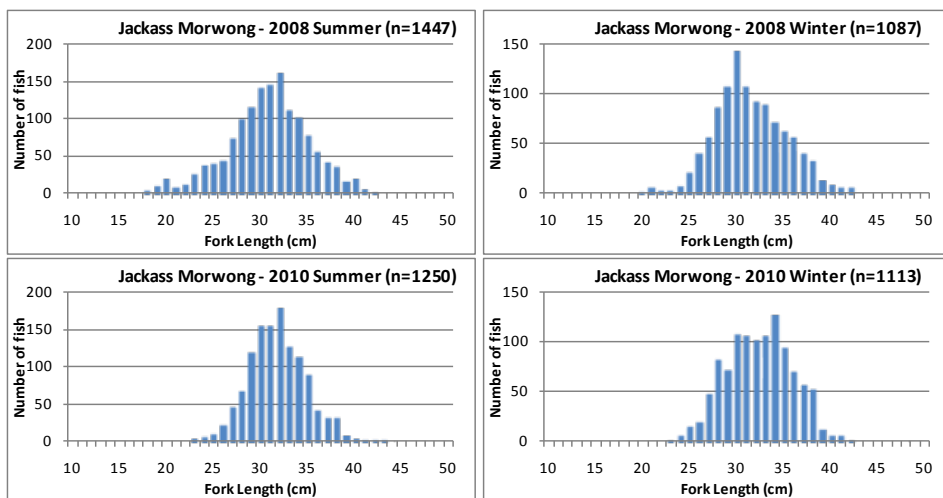 Jackass Morwong - 2008 Summer (n=1447)
200
150
100
50
0
Number of fish
10 15 20 25 30 35 40 45 50
Fork Length (cm)
Jackass Morwong - 2008 Winter (n=1087)
150
100
50
0
Number of fish
10 15 20 25 30 35 40 45 50
Fork Length (cm)
Jackass Morwong - 2010 Summer (n=1250)
200
150
100
50
0
Number of fish
10 15 20 25 30 35 40 45 50
Fork Length (cm)
Jackass Morwong - 2010 Winter (n=1113)
150
100
50
0
Number of fish
10 15 20 25 30 35 40 45 50
Fork Length (cm)